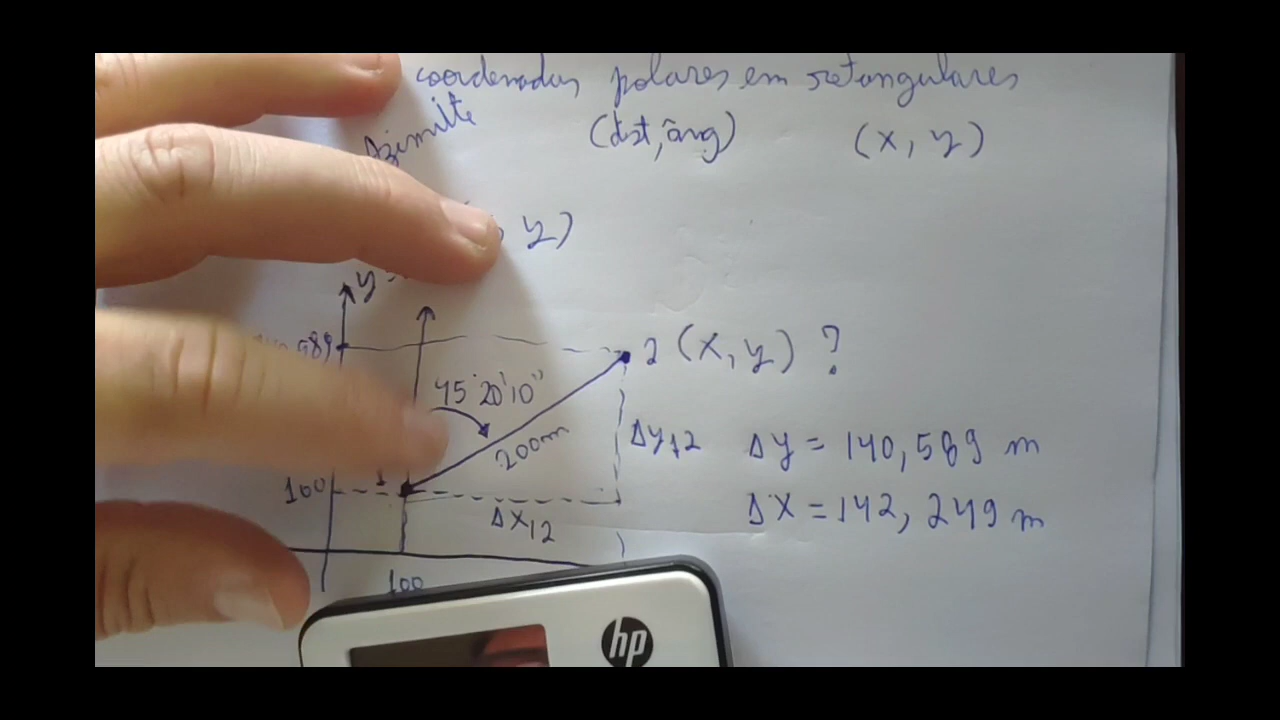 coordenadas polares em retangulares
Azimute
(dist, âng) (x, y)
y)
y
589
2 (x, y) ?
45°20'10"
200m
Δy12 Δy = 140,589 m
100
Δx = 142,249 m
Δx12
100
hp